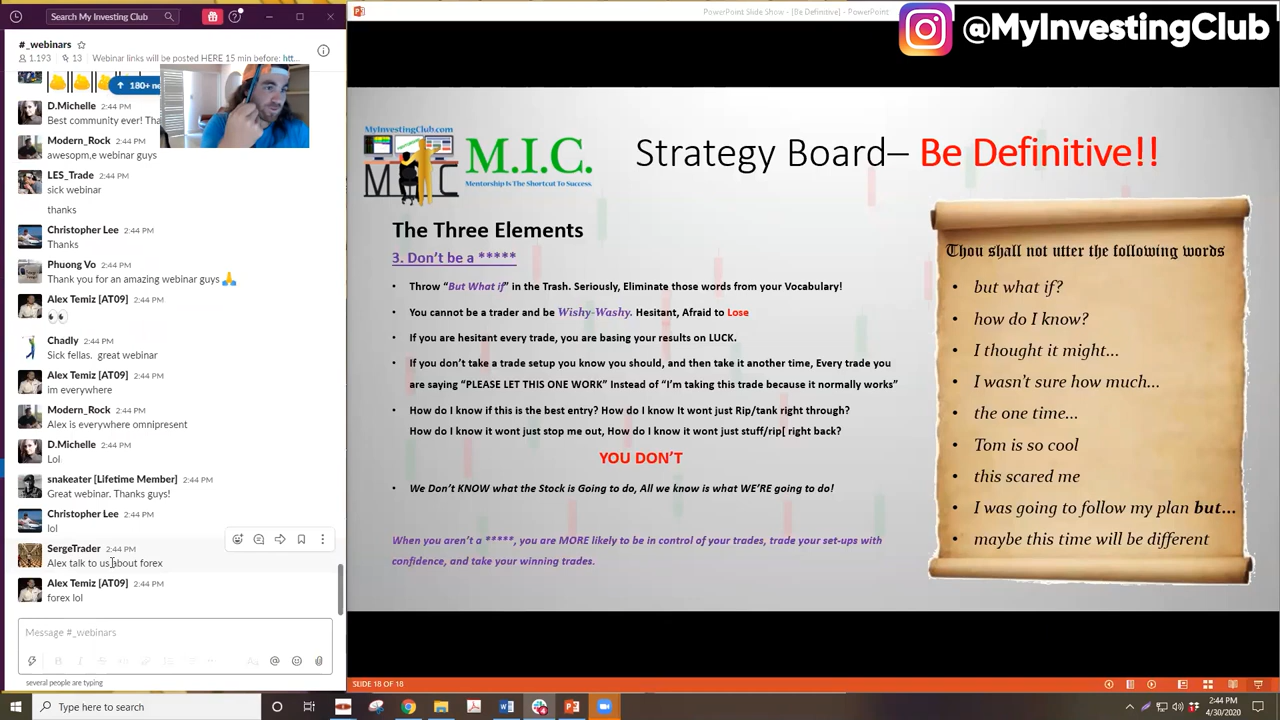 Search My Investing Club
PowerPoint Slide Show - [Be Definitive] - PowerPoint
@MyInvestingClub
#_webinars
1,193
13
Webinar links will be posted HERE 15 min before: htt...
180+ ne
D.Michelle 2:44 PM
Best community ever! Tha
Modern_Rock 2:44 PM
awesopm,e webinar guys
LES_Trade 2:44 PM
sick webinar
thanks
Christopher Lee 2:44 PM
Thanks
Phuong Vo 2:44 PM
Thank you for an amazing webinar guys 🙏
Alex Temiz [AT09] 2:44 PM
👀
Chadly 2:44 PM
Sick fellas. great webinar
Alex Temiz [AT09] 2:44 PM
im everywhere
Modern_Rock 2:44 PM
Alex is everywhere omnipresent
D.Michelle 2:44 PM
Lol
snakeater [Lifetime Member] 2:44 PM
Great webinar. Thanks guys!
Christopher Lee 2:44 PM
lol
SergeTrader 2:44 PM
Alex talk to us about forex
Alex Temiz [AT09] 2:44 PM
forex lol
Message #_webinars
several people are typing
MyInvestingClub.com
M.I.C.
Mentorship Is The Shortcut To Success.
Strategy Board– Be Definitive!!
The Three Elements
3. Don't be a *****
• Throw “But What if” in the Trash. Seriously, Eliminate those words from your Vocabulary!
• You cannot be a trader and be Wishy-Washy. Hesitant, Afraid to Lose
• If you are hesitant every trade, you are basing your results on LUCK.
• If you don't take a trade setup you know you should, and then take it another time, Every trade you
are saying “PLEASE LET THIS ONE WORK” Instead of “I'm taking this trade because it normally works”
• How do I know if this is the best entry? How do I know It wont just Rip/tank right through?
How do I know it wont just stop me out, How do I know it wont just stuff/rip[ right back?
YOU DON'T
• We Don't KNOW what the Stock is Going to do, All we know is what WE'RE going to do!
When you aren't a *****, you are MORE likely to be in control of your trades, trade your set-ups with
confidence, and take your winning trades.
Thou shall not utter the following words
• but what if?
• how do I know?
• I thought it might...
• I wasn't sure how much...
• the one time...
• Tom is so cool
• this scared me
• I was going to follow my plan but...
• maybe this time will be different
SLIDE 18 OF 18
Type here to search
2:44 PM
4/30/2020